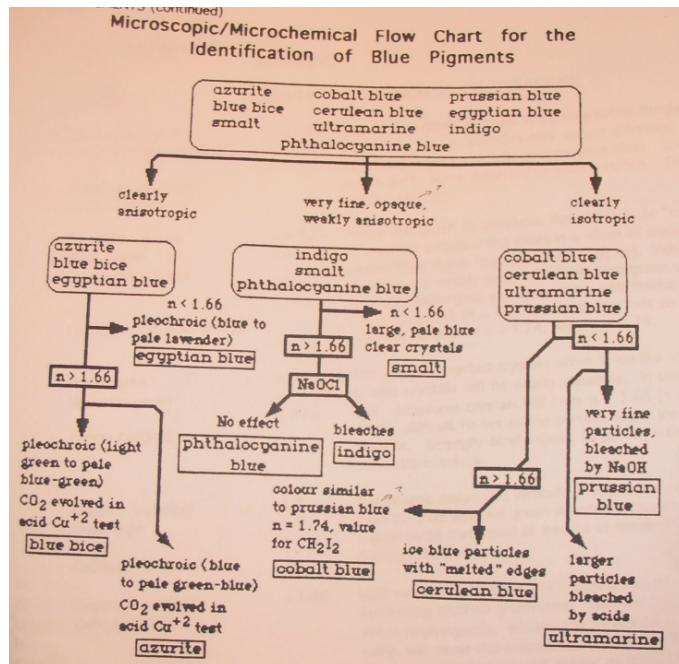 (continued)
Microscopic/Microchemical Flow Chart for the
Identification of Blue Pigments
azurite cobalt blue prussian blue
blue bice cerulean blue egyptian blue
smalt ultramarine indigo
phthalocyanine blue
clearly
anisotropic
very fine, opaque,
weakly anisotropic
clearly
isotropic
azurite
blue bice
egyptian blue
indigo
smalt
phthalocyanine blue
cobalt blue
cerulean blue
ultramarine
prussian blue
n < 1.66
pleochroic (blue to
pale lavender)
egyptian blue
n > 1.66
n > 1.66
n < 1.66
large, pale blue
clear crystals
smalt
n < 1.66
NaOCl
No effect
phthalocyanine
blue
bleaches
indigo
very fine
particles,
bleached
by NaOH
prussian
blue
pleochroic (light
green to pale
blue-green)
CO2 evolved in
acid Cu+2 test
blue bice
n > 1.66
colour similar
to prussian blue
n = 1.74, value
for CH2I2
cobalt blue
ice blue particles
with "melted" edges
cerulean blue
pleochroic (blue
to pale green-blue)
CO2 evolved in
acid Cu+2 test
azurite
larger
particles
bleached
by acids
ultramarine